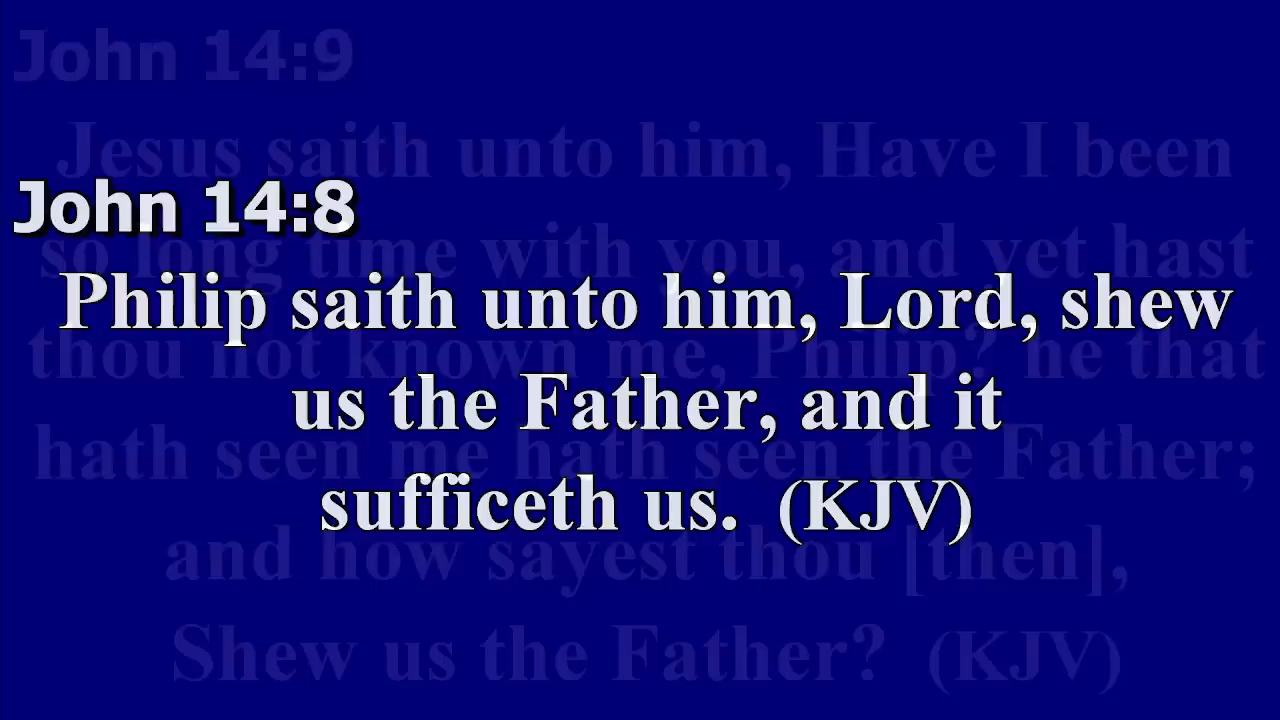 John 14:9
Jesus saith unto him, Have I been
so long time with you, and yet hast
thou not known me, Philip? he that
hath seen me hath seen the Father;
and how sayest thou [then],
Shew us the Father? (KJV)
John 14:8
Philip saith unto him, Lord, shew
us the Father, and it
sufficeth us. (KJV)